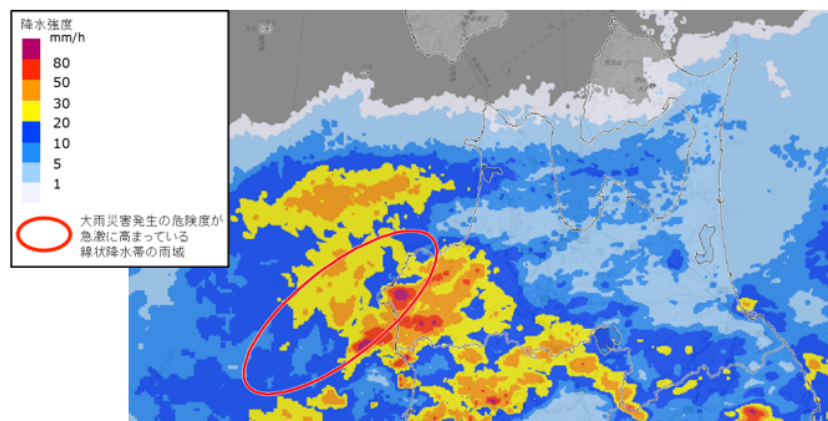 降水強度
mm/h
80
50
30
20
10
5
1
大雨災害発生の危険度が
急激に高まっている
線状降水帯の雨域